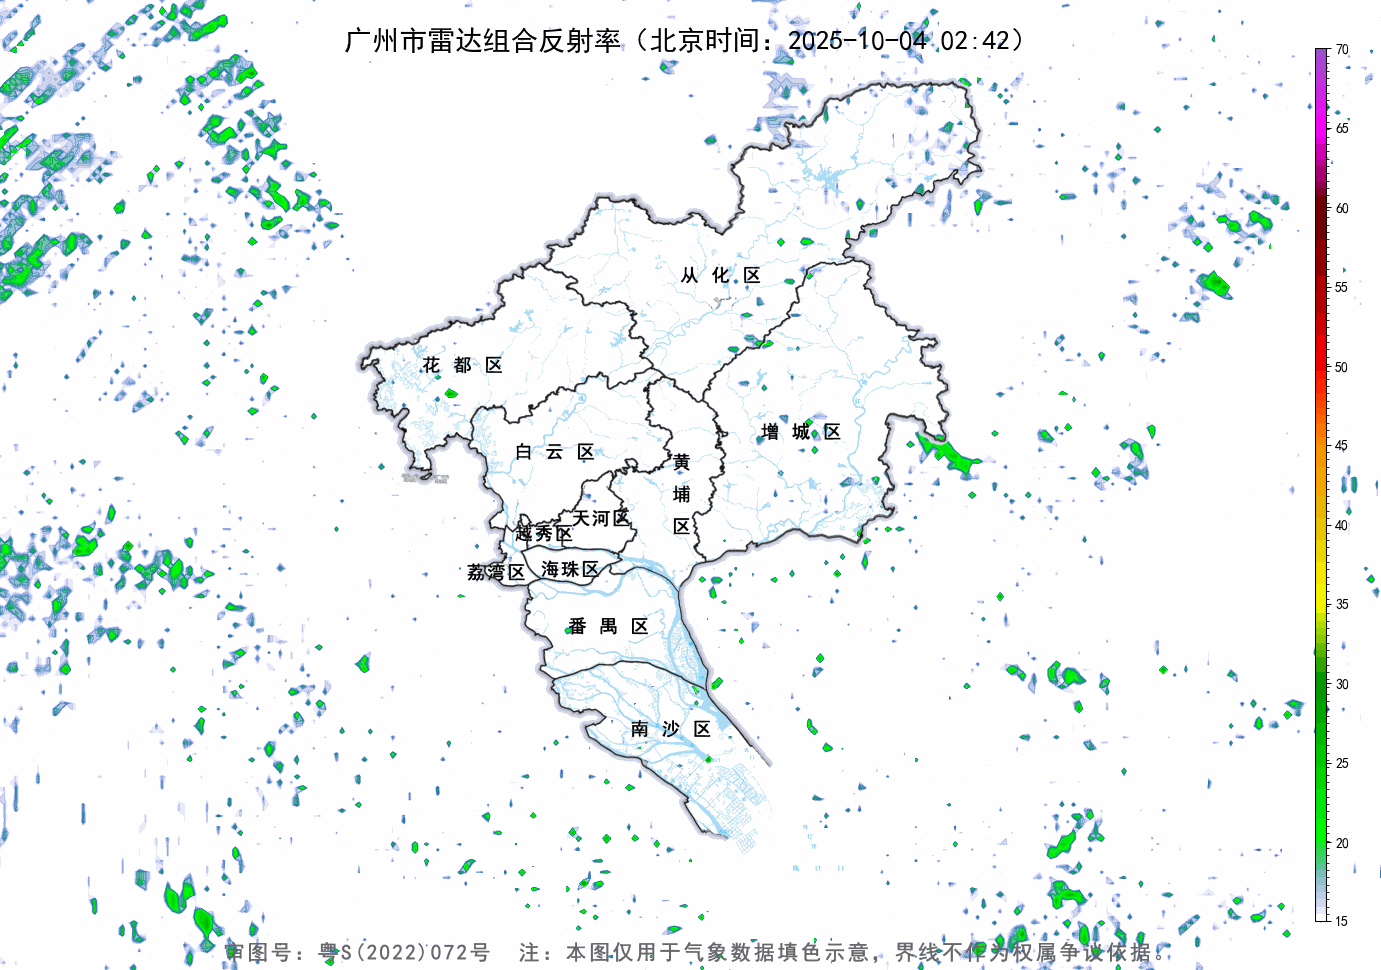 广州市雷达组合反射率（北京时间：2025-10-04 02:42）
70
65
60
55
50
45
40
35
30
25
20
15
从化区
花都区
增城区
白云区
黄埔区
天河区
越秀区
海珠区
荔湾区
番禺区
南沙区
审图号：粤S(2022)072号 注：本图仅用于气象数据填色示意，界线不作为权属争议依据。